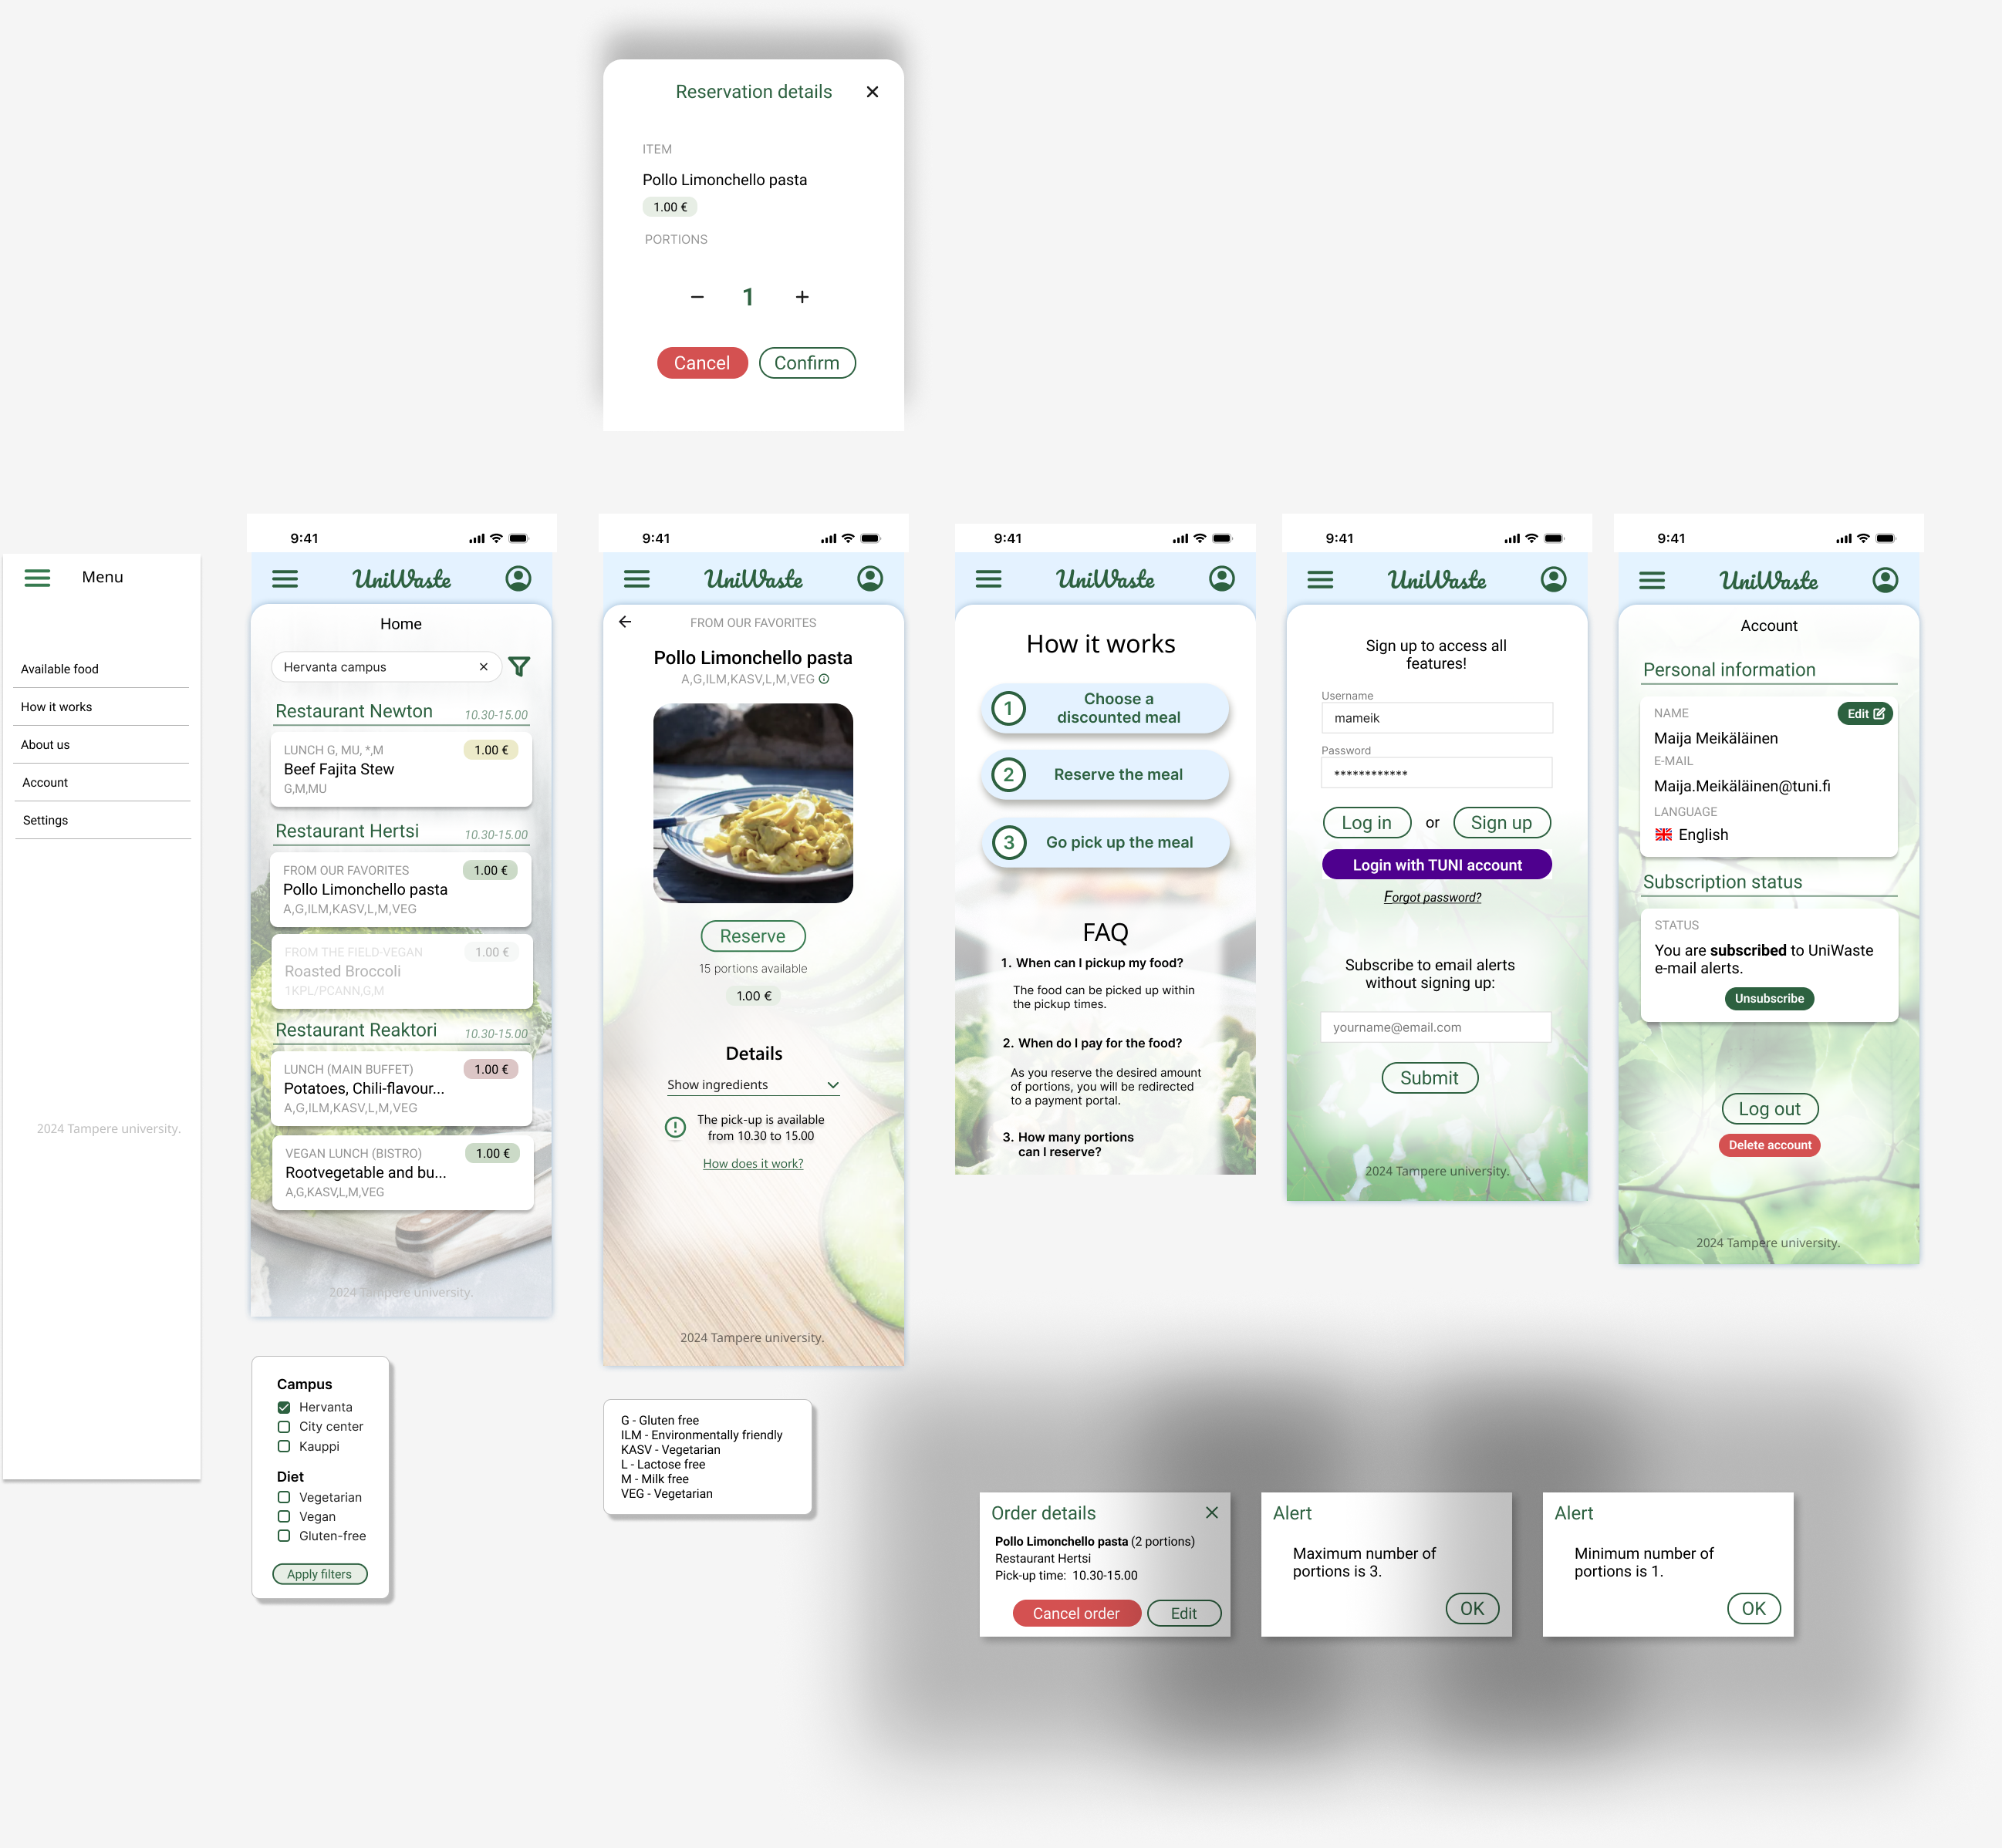 Reservation details
ITEM
Pollo Limonchello pasta
1.00 €
PORTIONS
− 1 +
Cancel Confirm
Menu
Available food
How it works
About us
Account
Settings
2024 Tampere university.
9:41
UniWaste
Home
Hervanta campus
Restaurant Newton 10.30-15.00
LUNCH G, MU, *,M 1.00 €
Beef Fajita Stew
G,M,MU
Restaurant Hertsi 10.30-15.00
FROM OUR FAVORITES 1.00 €
Pollo Limonchello pasta
A,G,ILM,KASV,L,M,VEG
FROM THE FIELD-VEGAN 1.00 €
Roasted Broccoli
1KPL/PCANN,G,M
Restaurant Reaktori 10.30-15.00
LUNCH (MAIN BUFFET) 1.00 €
Potatoes, Chili-flavour...
A,G,ILM,KASV,L,M,VEG
VEGAN LUNCH (BISTRO) 1.00 €
Rootvegetable and bu...
A,G,KASV,L,M,VEG
2024 Tampere university.
Campus
Hervanta
City center
Kauppi
Diet
Vegetarian
Vegan
Gluten-free
Apply filters
9:41
UniWaste
FROM OUR FAVORITES
Pollo Limonchello pasta
A,G,ILM,KASV,L,M,VEG
Reserve
15 portions available
1.00 €
Details
Show ingredients
The pick-up is available
from 10.30 to 15.00
How does it work?
2024 Tampere university.
G - Gluten free
ILM - Environmentally friendly
KASV - Vegetarian
L - Lactose free
M - Milk free
VEG - Vegetarian
9:41
UniWaste
How it works
1 Choose a
discounted meal
2 Reserve the meal
3 Go pick up the meal
FAQ
1. When can I pickup my food?
The food can be picked up within
the pickup times.
2. When do I pay for the food?
As you reserve the desired amount
of portions, you will be redirected
to a payment portal.
3. How many portions
can I reserve?
9:41
UniWaste
Sign up to access all
features!
Username
mameik
Password
************
Log in or Sign up
Login with TUNI account
Forgot password?
Subscribe to email alerts
without signing up:
yourname@email.com
Submit
2024 Tampere university.
9:41
UniWaste
Account
Personal information
NAME Edit
Maija Meikäläinen
E-MAIL
Maija.Meikäläinen@tuni.fi
LANGUAGE
English
Subscription status
STATUS
You are subscribed to UniWaste
e-mail alerts.
Unsubscribe
Log out
Delete account
2024 Tampere university.
Order details
Pollo Limonchello pasta (2 portions)
Restaurant Hertsi
Pick-up time: 10.30-15.00
Cancel order Edit
Alert
Maximum number of
portions is 3.
OK
Alert
Minimum number of
portions is 1.
OK